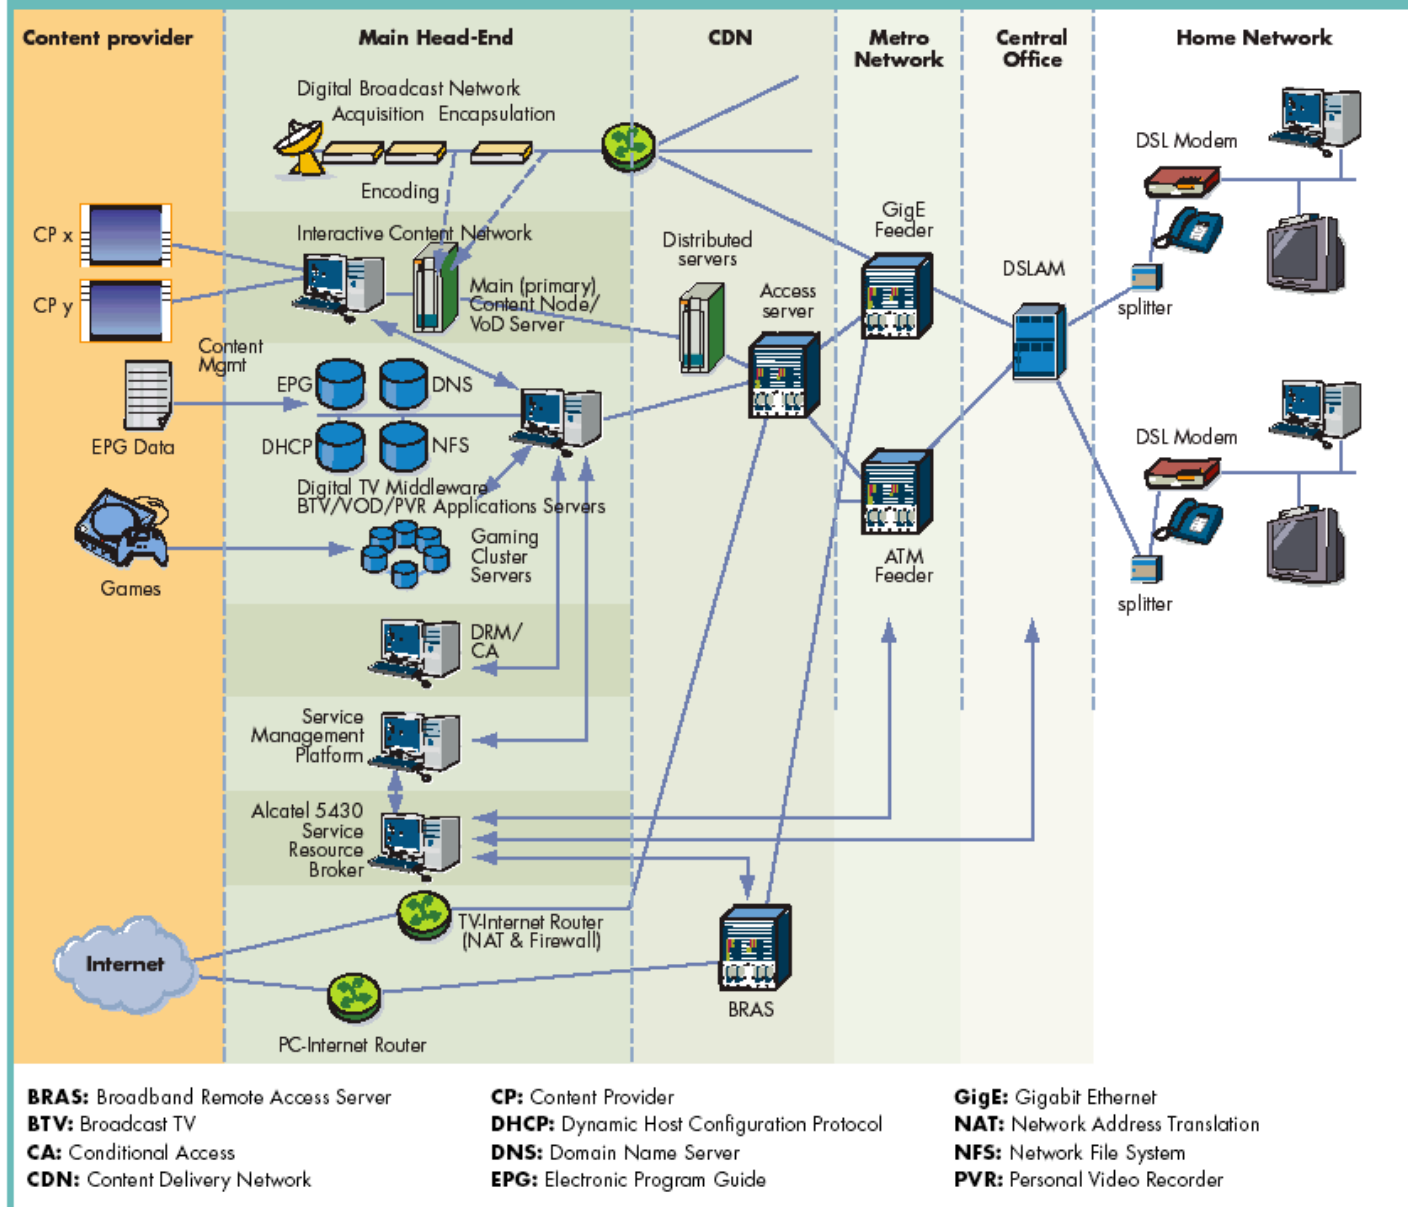 Content provider
Main Head-End
CDN
Metro
Network
Central
Office
Home Network
Digital Broadcast Network
Acquisition Encapsulation
Encoding
DSL Modem
CP x
Interactive Content Network
GigE
Feeder
Distributed
servers
DSLAM
CP y
Main (primary)
Content Node/
VoD Server
Access
server
splitter
Content
Mgmt
EPG
DNS
EPG Data
DHCP
NFS
DSL Modem
Digital TV Middleware
BTV/VOD/PVR Applications Servers
Gaming
Cluster
Servers
ATM
Feeder
Games
splitter
DRM/
CA
Service
Management
Platform
Alcatel 5430
Service
Resource
Broker
TV-Internet Router
(NAT & Firewall)
Internet
BRAS
PC-Internet Router
BRAS: Broadband Remote Access Server
BTV: Broadcast TV
CA: Conditional Access
CDN: Content Delivery Network
CP: Content Provider
DHCP: Dynamic Host Configuration Protocol
DNS: Domain Name Server
EPG: Electronic Program Guide
GigE: Gigabit Ethernet
NAT: Network Address Translation
NFS: Network File System
PVR: Personal Video Recorder